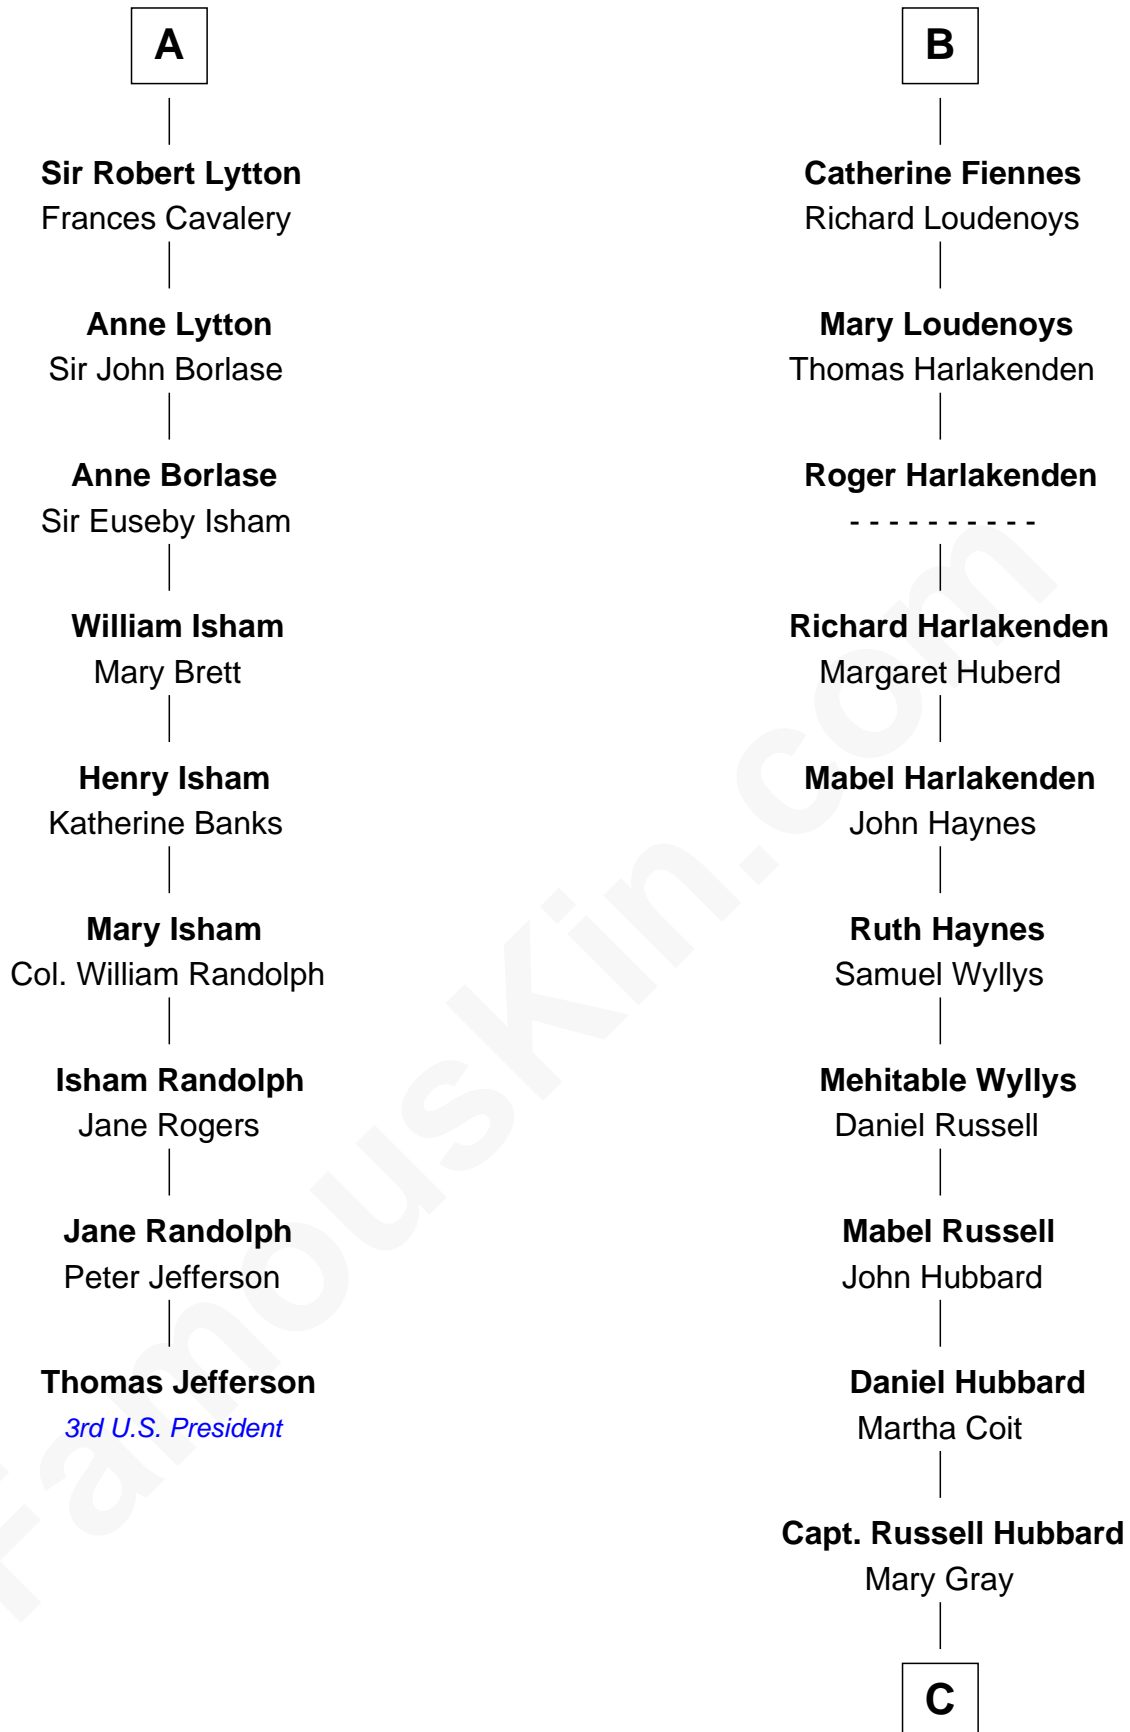 A
Sir Robert Lytton
Frances Cavalery
Anne Lytton
Sir John Borlase
Anne Borlase
Sir Euseby Isham
William Isham
Mary Brett
Henry Isham
Katherine Banks
Mary Isham
Col. William Randolph
Isham Randolph
Jane Rogers
Jane Randolph
Peter Jefferson
Thomas Jefferson
3rd U.S. President
B
Catherine Fiennes
Richard Loudenoys
Mary Loudenoys
Thomas Harlakenden
Roger Harlakenden
- - - - - - - - - -
Richard Harlakenden
Margaret Huberd
Mabel Harlakenden
John Haynes
Ruth Haynes
Samuel Wyllys
Mehitable Wyllys
Daniel Russell
Mabel Russell
John Hubbard
Daniel Hubbard
Martha Coit
Capt. Russell Hubbard
Mary Gray
C
FamousKin.com